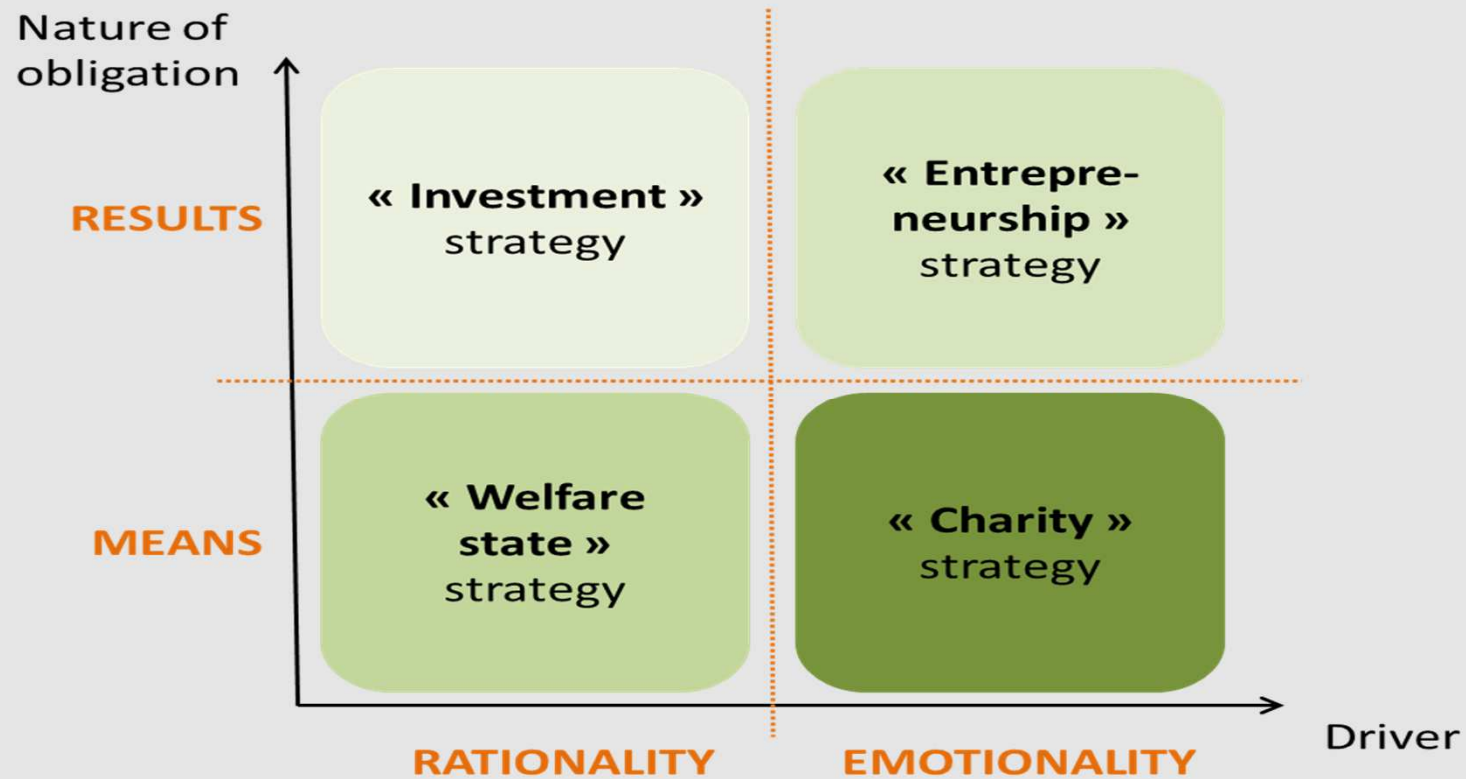 Nature of
obligation
RESULTS
« Investment »
strategy
« Entrepre-
neurship »
strategy
MEANS
« Welfare
state »
strategy
« Charity »
strategy
Driver
RATIONALITY
EMOTIONALITY